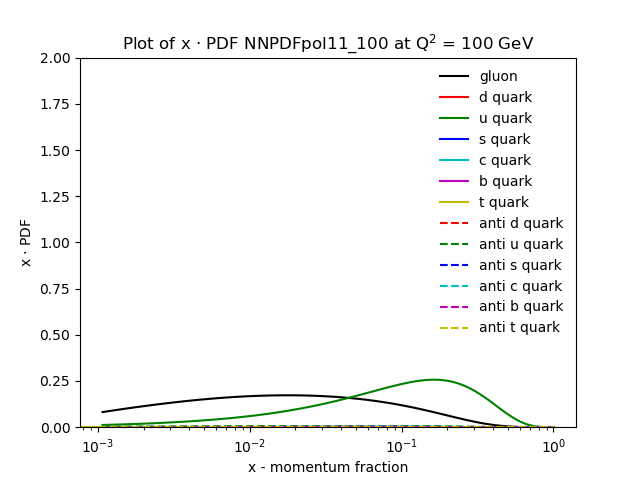 Plot of x · PDF NNPDFpol11_100 at Q² = 100 GeV
2.00
1.75
1.50
1.25
1.00
0.75
0.50
0.25
0.00
x · PDF
gluon
d quark
u quark
s quark
c quark
b quark
t quark
anti d quark
anti u quark
anti s quark
anti c quark
anti b quark
anti t quark
10⁻³ 10⁻² 10⁻¹ 10⁰
x - momentum fraction